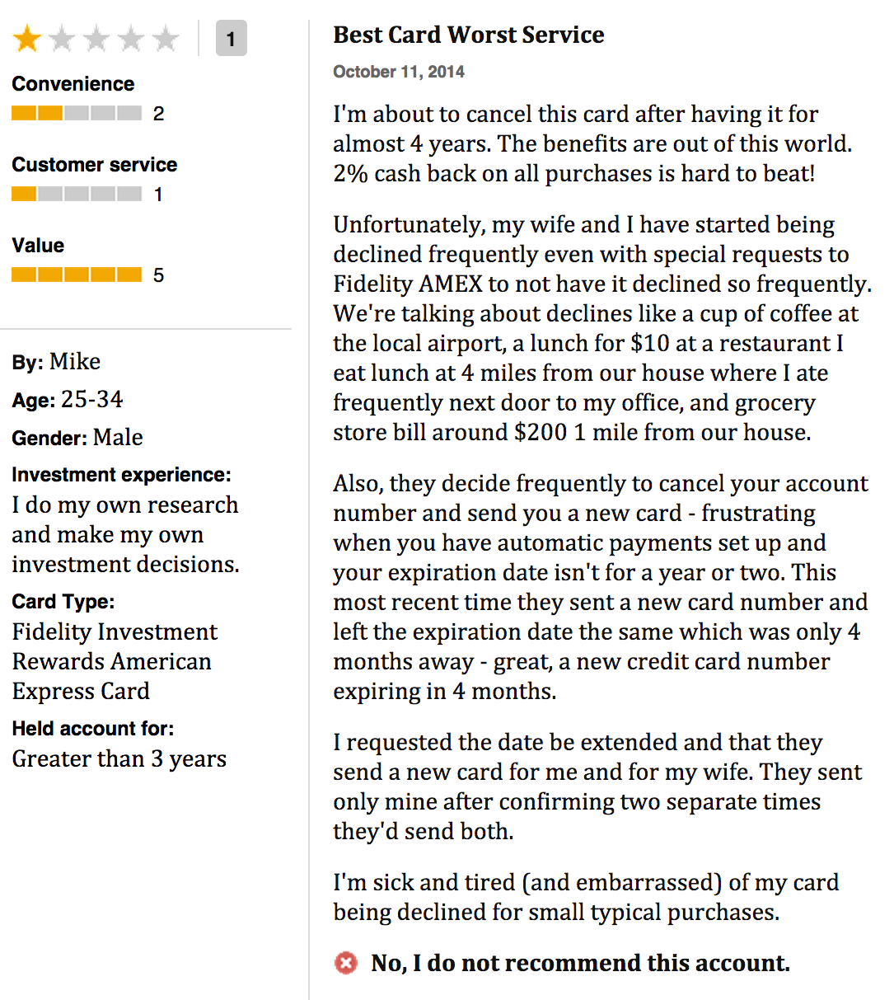 1
Convenience
2
Customer service
1
Value
5
By: Mike
Age: 25-34
Gender: Male
Investment experience:
I do my own research
and make my own
investment decisions.
Card Type:
Fidelity Investment
Rewards American
Express Card
Held account for:
Greater than 3 years
Best Card Worst Service
October 11, 2014
I'm about to cancel this card after having it for
almost 4 years. The benefits are out of this world.
2% cash back on all purchases is hard to beat!
Unfortunately, my wife and I have started being
declined frequently even with special requests to
Fidelity AMEX to not have it declined so frequently.
We're talking about declines like a cup of coffee at
the local airport, a lunch for $10 at a restaurant I
eat lunch at 4 miles from our house where I ate
frequently next door to my office, and grocery
store bill around $200 1 mile from our house.
Also, they decide frequently to cancel your account
number and send you a new card - frustrating
when you have automatic payments set up and
your expiration date isn't for a year or two. This
most recent time they sent a new card number and
left the expiration date the same which was only 4
months away - great, a new credit card number
expiring in 4 months.
I requested the date be extended and that they
send a new card for me and for my wife. They sent
only mine after confirming two separate times
they'd send both.
I'm sick and tired (and embarrassed) of my card
being declined for small typical purchases.
No, I do not recommend this account.